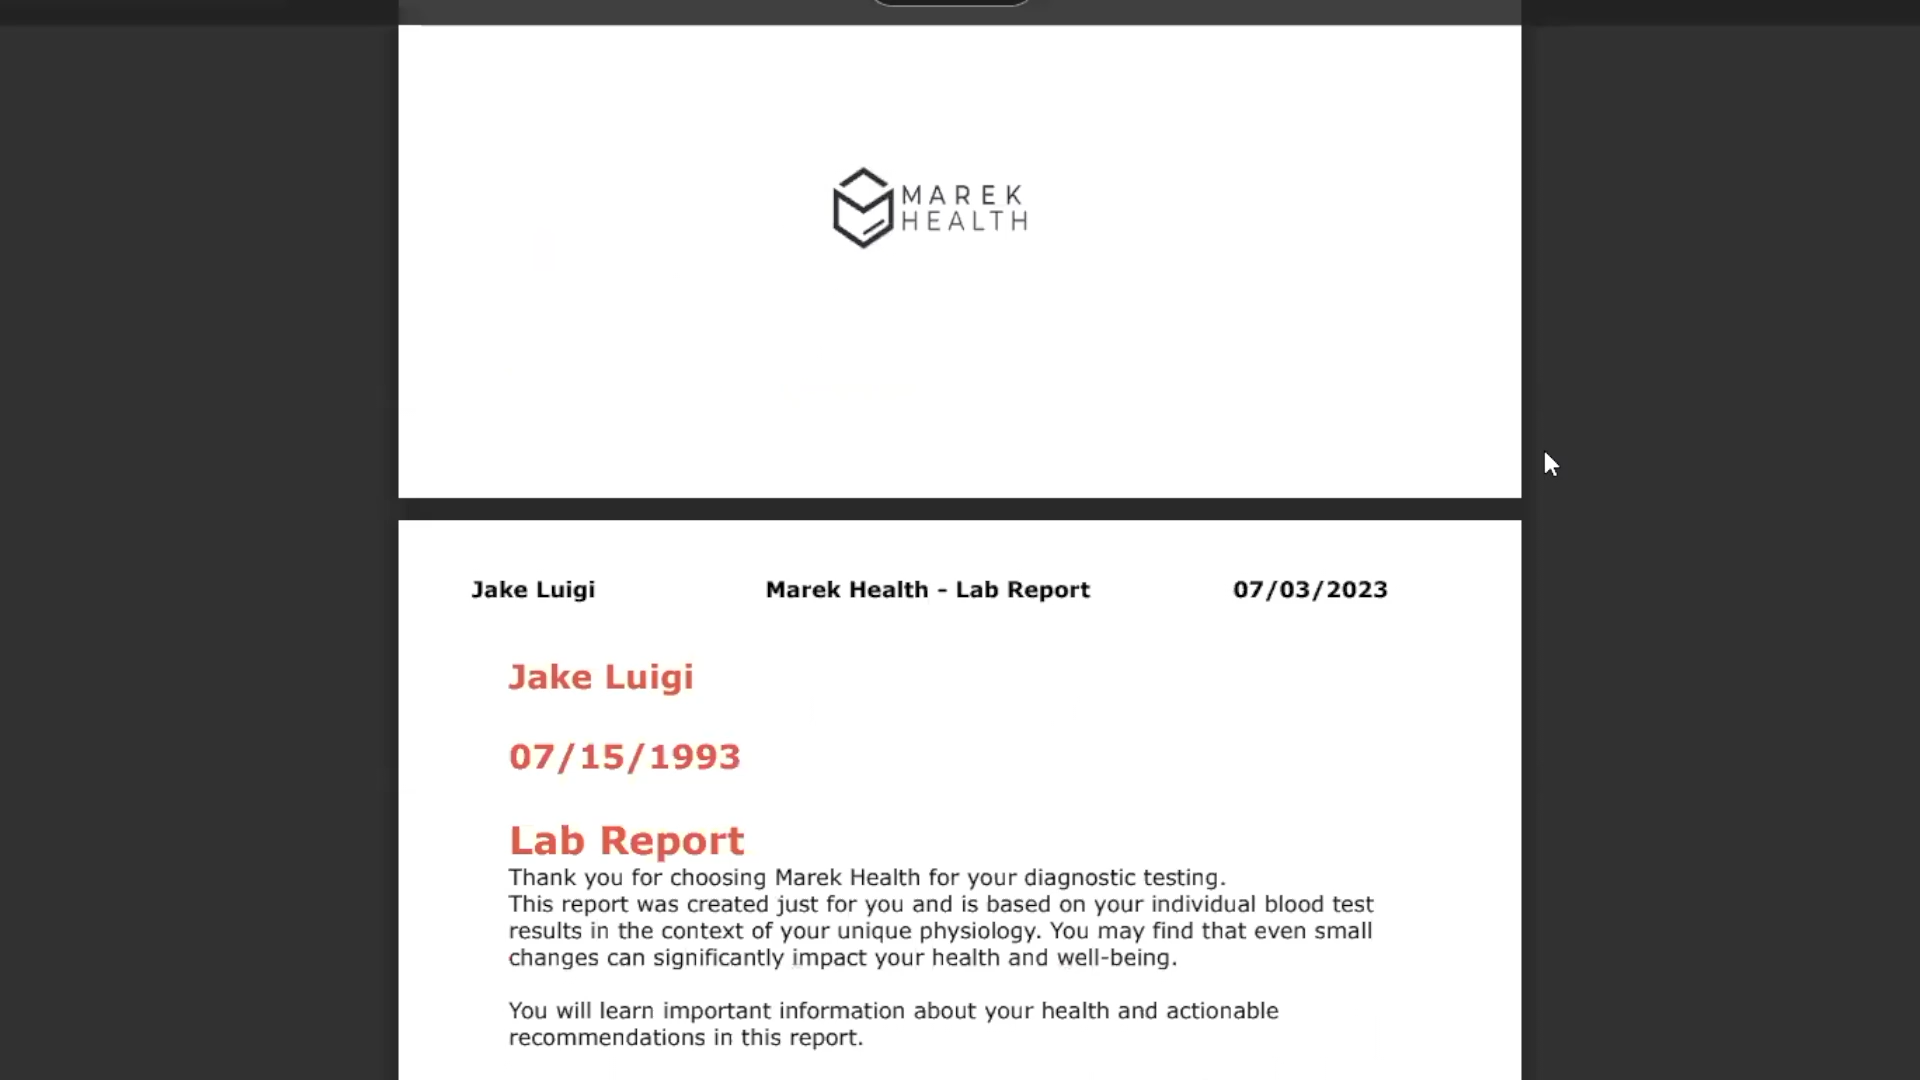 MAREK
HEALTH
Jake Luigi Marek Health - Lab Report 07/03/2023
Jake Luigi
07/15/1993
Lab Report
Thank you for choosing Marek Health for your diagnostic testing.
This report was created just for you and is based on your individual blood test
results in the context of your unique physiology. You may find that even small
changes can significantly impact your health and well-being.
You will learn important information about your health and actionable
recommendations in this report.